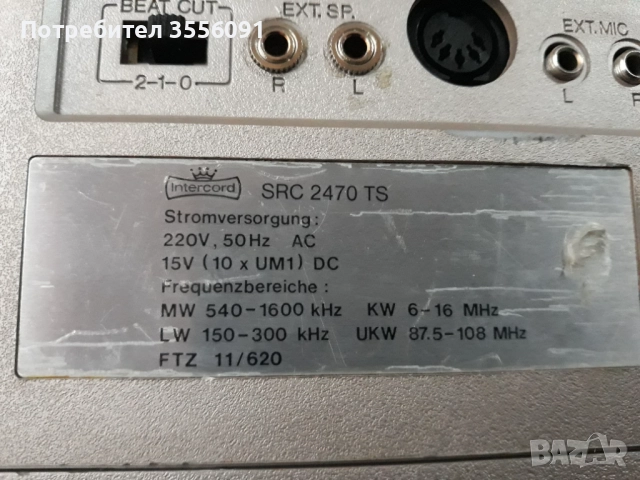 Потребител 3556091
BEAT CUT
EXT. SP.
EXT. MIC
2-1-0
R
L
L
R
Intercord
SRC 2470 TS
Stromversorgung:
220V, 50Hz AC
15V (10 x UM1) DC
Frequenzbereiche:
MW 540-1600 kHz KW 6-16 MHz
LW 150-300 kHz UKW 87.5-108 MHz
FTZ 11/620
BAZAR